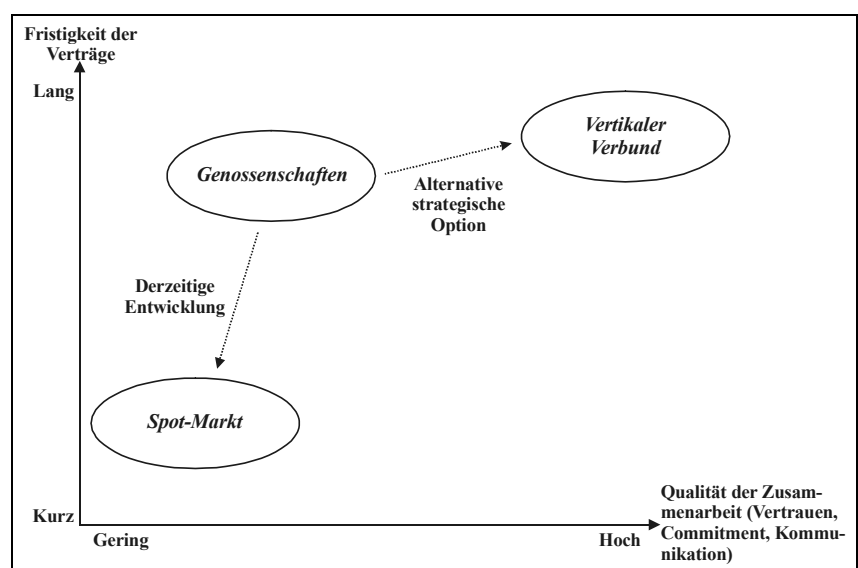 Fristigkeit der
Verträge
Lang
Vertikaler
Verbund
Genossenschaften
Alternative
strategische
Option
Derzeitige
Entwicklung
Spot-Markt
Kurz
Gering
Hoch
Qualität der Zusam-
menarbeit (Vertrauen,
Commitment, Kommu-
nikation)